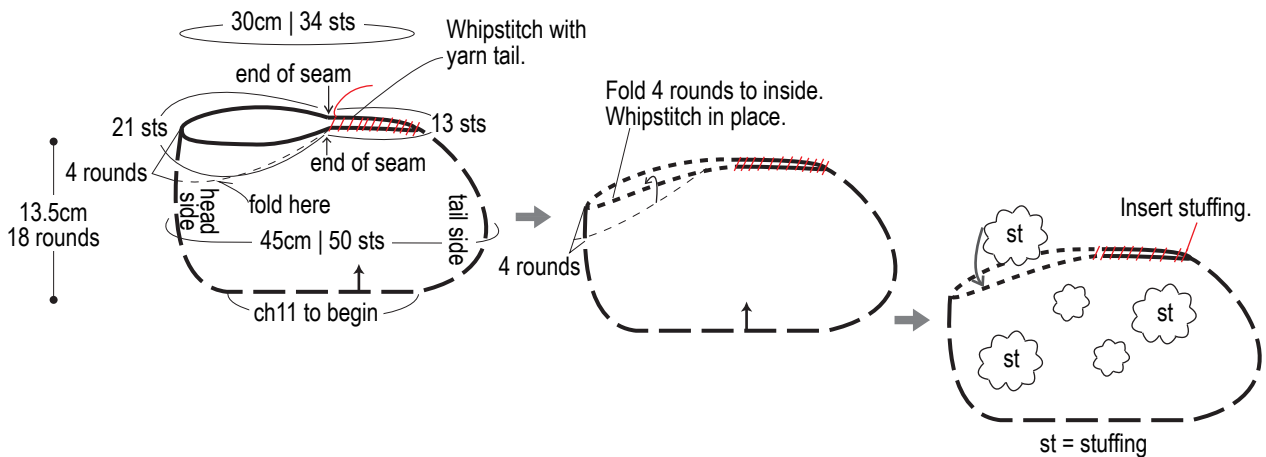 30cm | 34 sts
Whipstitch with
yarn tail.
end of seam
21 sts
13 sts
end of seam
4 rounds
fold here
head
side
tail side
13.5cm
18 rounds
45cm | 50 sts
ch11 to begin
Fold 4 rounds to inside.
Whipstitch in place.
4 rounds
Insert stuffing.
st
st
st
st = stuffing